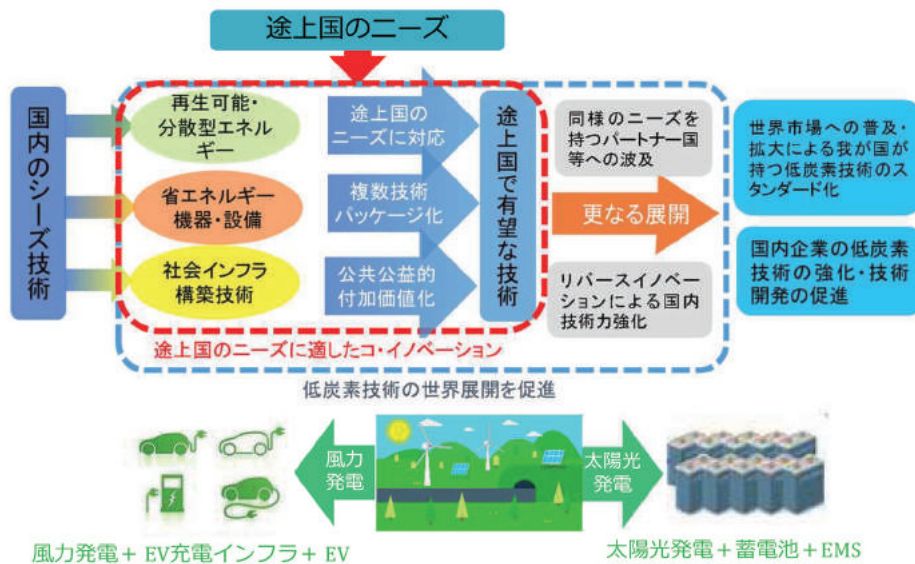 途上国のニーズ
国内のシーズ技術
再生可能・
分散型エネル
ギー
省エネルギー
機器・設備
社会インフラ
構築技術
途上国の
ニーズに対応
複数技術
パッケージ化
公共公益的
付加価値化
途上国で有望な技術
同様のニーズを
持つパートナー国
等への波及
更なる展開
リバースイノベー
ションによる国内
技術力強化
世界市場への普及・
拡大による我が国が
持つ低炭素技術のス
タンダード化
国内企業の低炭素
技術の強化・技術
開発の促進
途上国のニーズに適したコ・イノベーション
低炭素技術の世界展開を促進
風力
発電
太陽光
発電
風力発電＋EV充電インフラ＋EV
太陽光発電＋蓄電池＋EMS